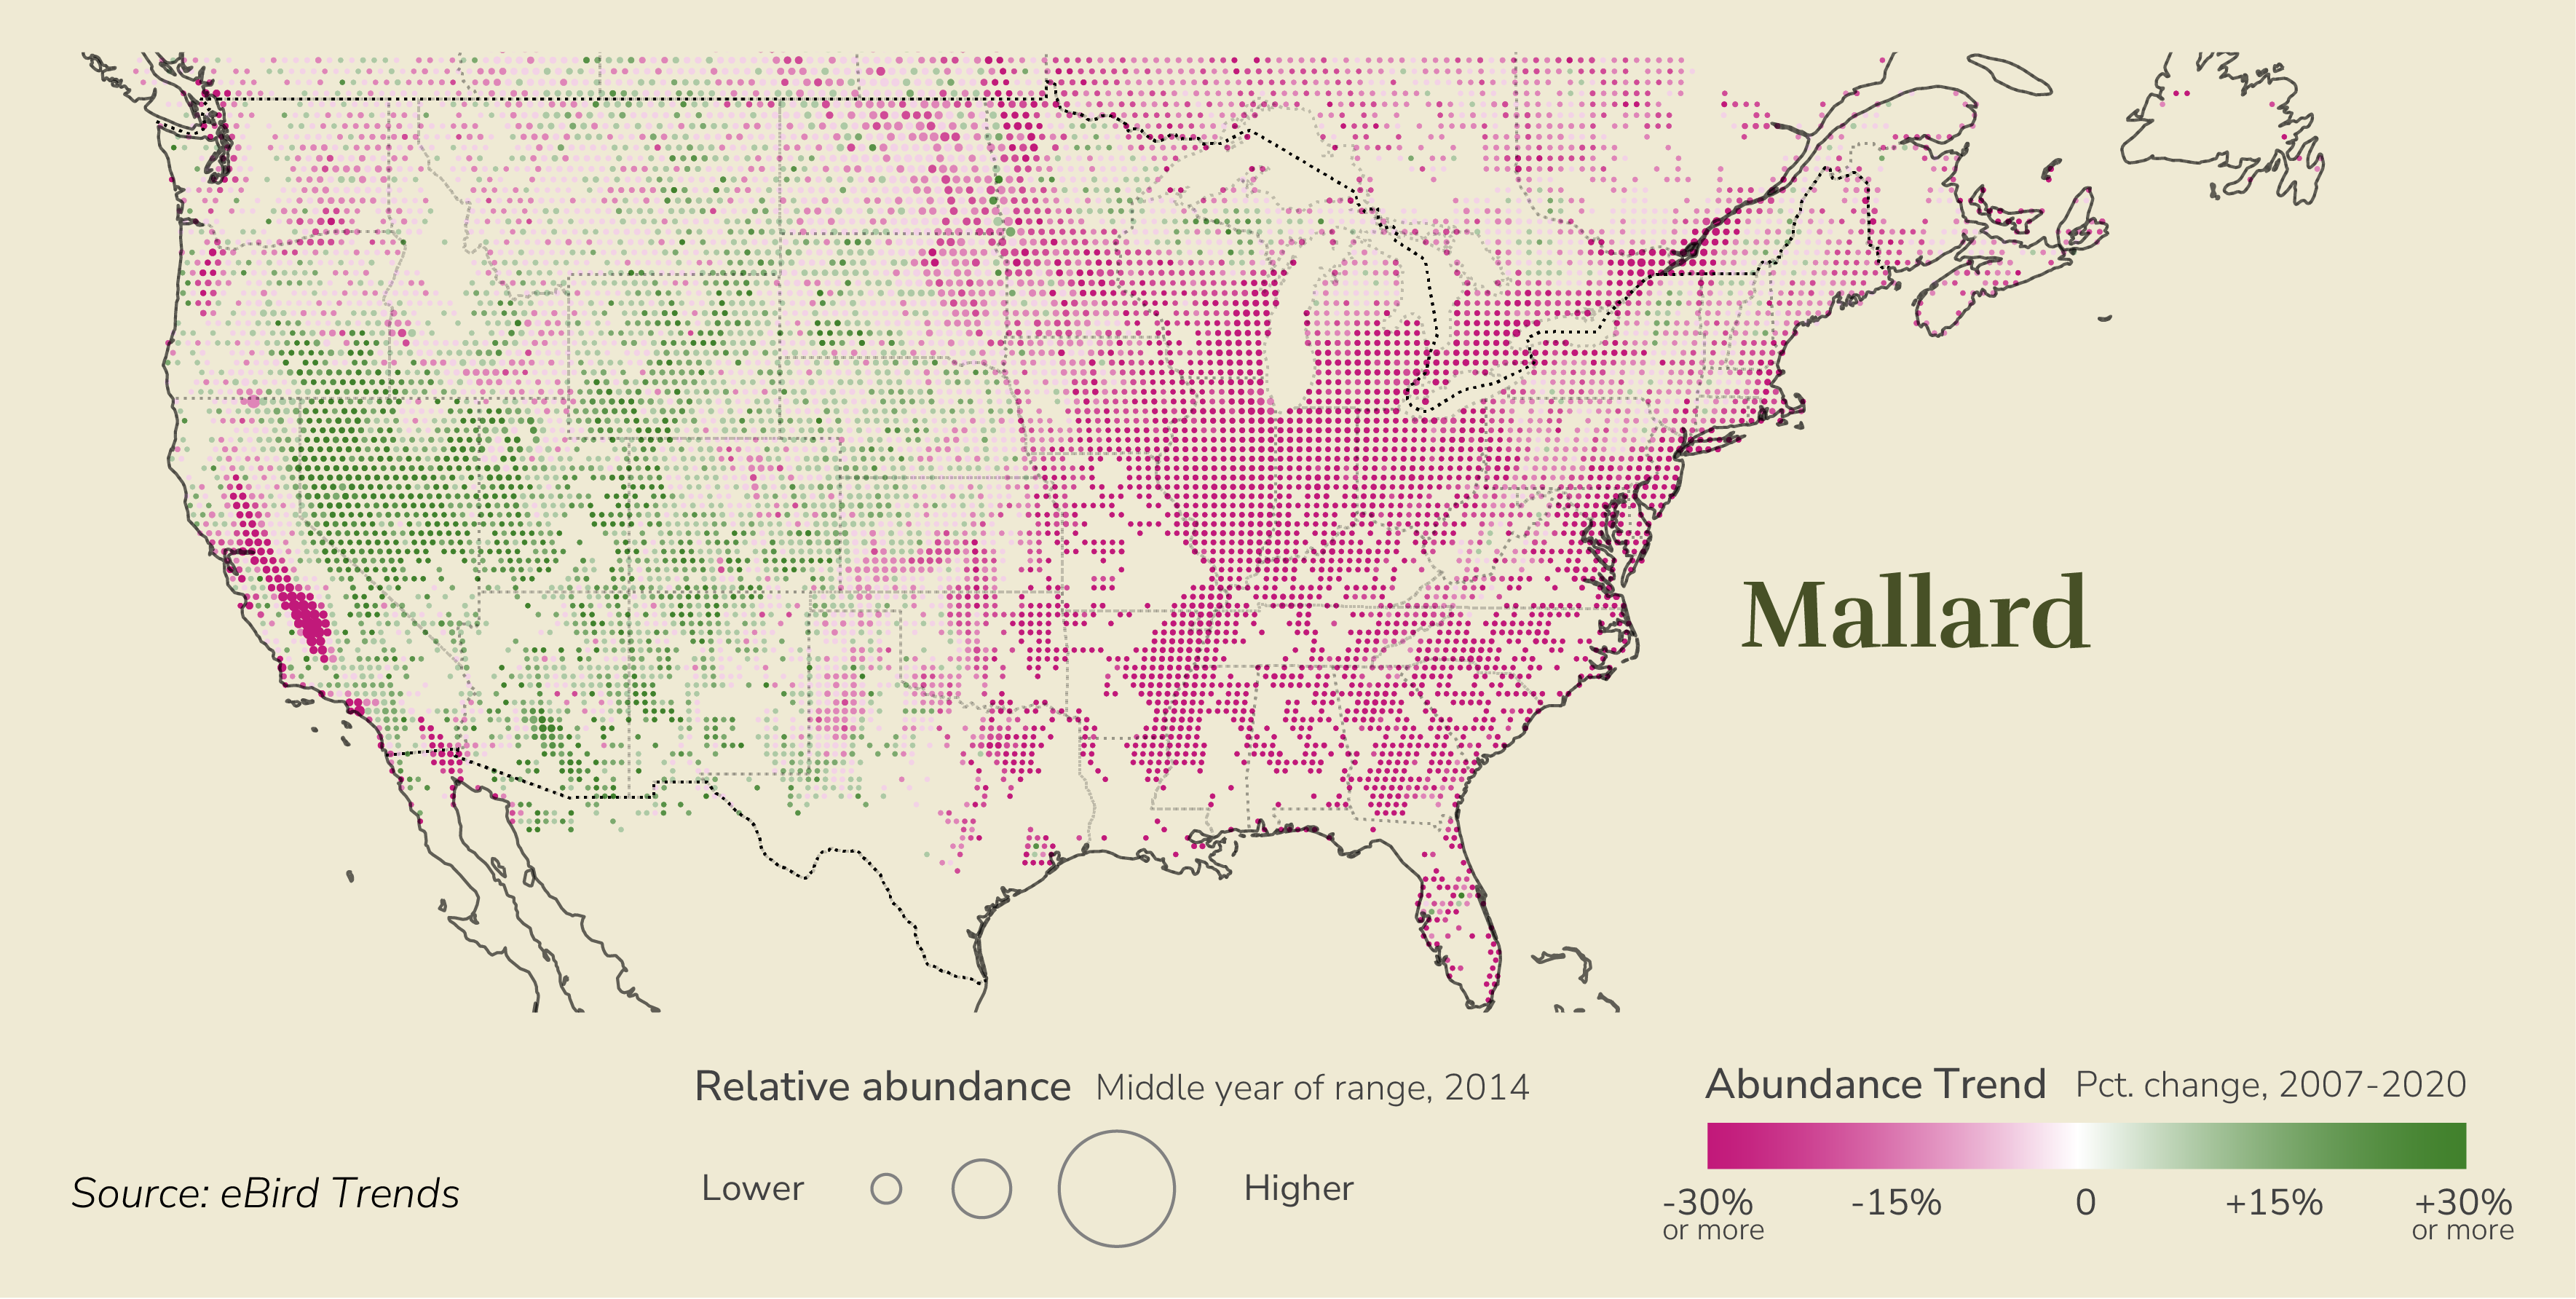 Mallard
Relative abundance Middle year of range, 2014
Lower Higher
Abundance Trend Pct. change, 2007-2020
-30% -15% 0 +15% +30%
or more or more
Source: eBird Trends